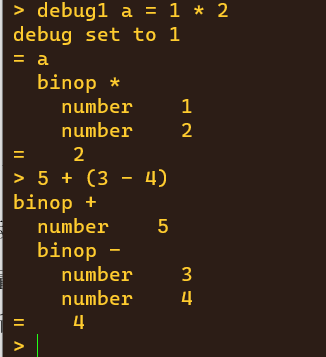 > debug1 a = 1 * 2
debug set to 1
= a
  binop *
    number    1
    number    2
=    2
> 5 + (3 - 4)
binop +
  number    5
  binop -
    number    3
    number    4
=    4
>